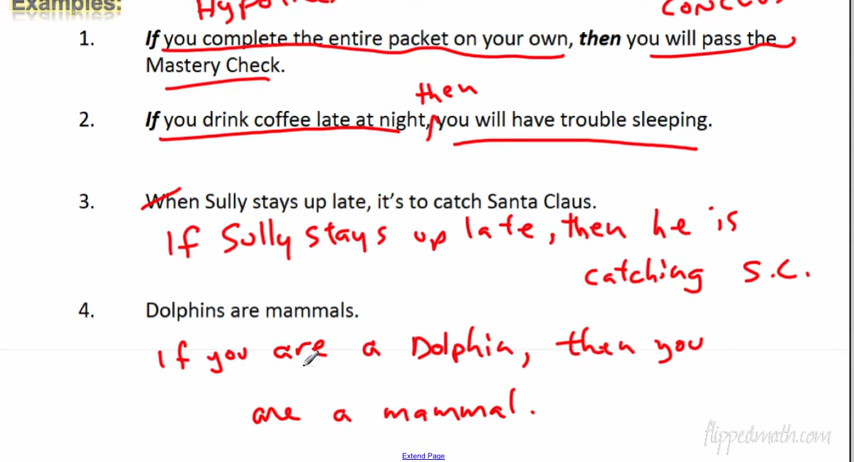 Examples:
1. If you complete the entire packet on your own, then you will pass the
Mastery Check.
then
2. If you drink coffee late at night, you will have trouble sleeping.
3. When Sully stays up late, it's to catch Santa Claus.
If Sully stays up late, then he is
catching S.C.
4. Dolphins are mammals.
If you are a Dolphin, then you
are a mammal.
flippedmath.com
Extend Page